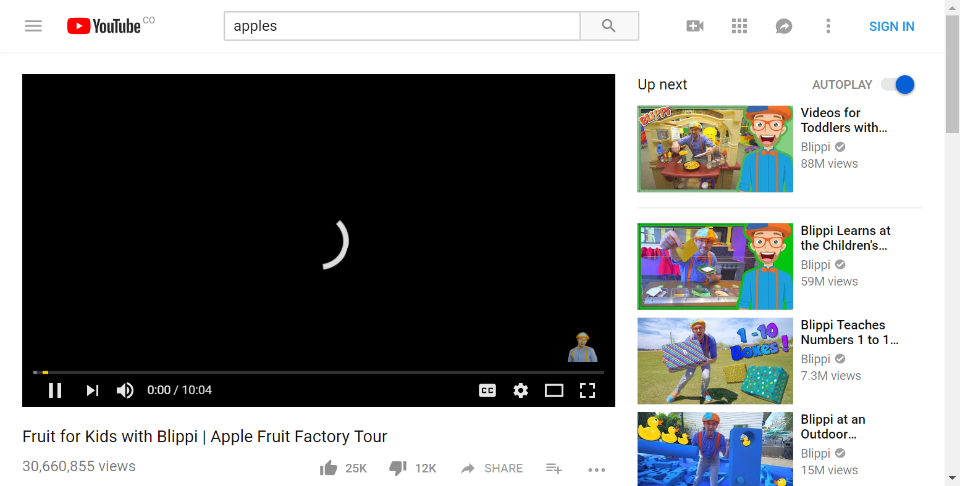 YouTube CO
apples
SIGN IN
Up next
AUTOPLAY
BLIPPI
Videos for
Toddlers with...
Blippi
88M views
Blippi Learns at
the Children's...
Blippi
59M views
1-10
Boxes!
Blippi Teaches
Numbers 1 to 1...
Blippi
7.3M views
Blippi at an
Outdoor...
Blippi
15M views
0:00 / 10:04
CC
Fruit for Kids with Blippi | Apple Fruit Factory Tour
30,660,855 views
25K
12K
SHARE